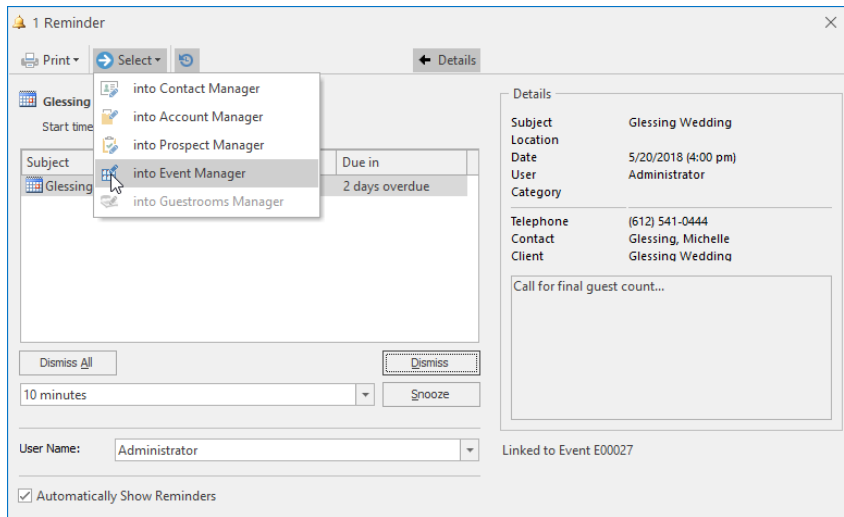 1 Reminder
Print
Select
Details
into Contact Manager
into Account Manager
into Prospect Manager
into Event Manager
into Guestrooms Manager
Glessing
Start time
Subject
Due in
Glessing
2 days overdue
Dismiss All
Dismiss
10 minutes
Snooze
User Name:
Administrator
Automatically Show Reminders
Details
Subject Glessing Wedding
Location
Date 5/20/2018 (4:00 pm)
User Administrator
Category
Telephone (612) 541-0444
Contact Glessing, Michelle
Client Glessing Wedding
Call for final guest count...
Linked to Event E00027